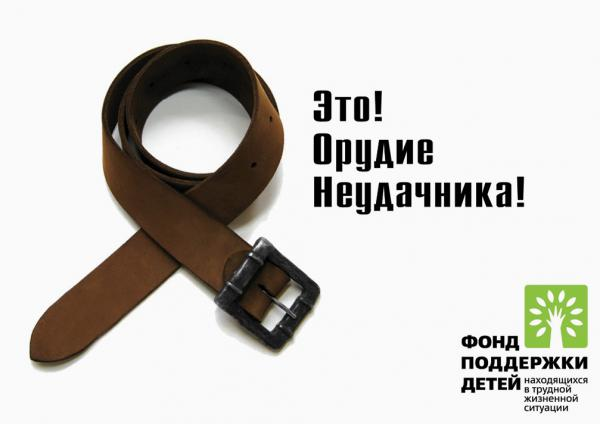 Это!
Орудие
Неудачника!
ФОНД
ПОДДЕРЖКИ
ДЕТЕЙ находящихся
в трудной
жизненной
ситуации